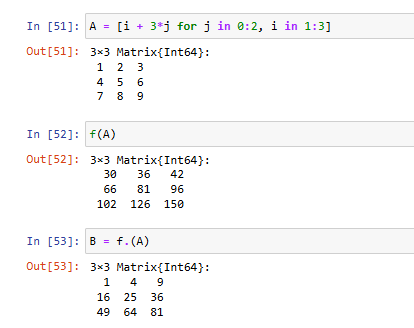 In [51]: A = [i + 3*j for j in 0:2, i in 1:3]
Out[51]: 3×3 Matrix{Int64}:
1 2 3
4 5 6
7 8 9
In [52]: f(A)
Out[52]: 3×3 Matrix{Int64}:
30 36 42
66 81 96
102 126 150
In [53]: B = f.(A)
Out[53]: 3×3 Matrix{Int64}:
1 4 9
16 25 36
49 64 81